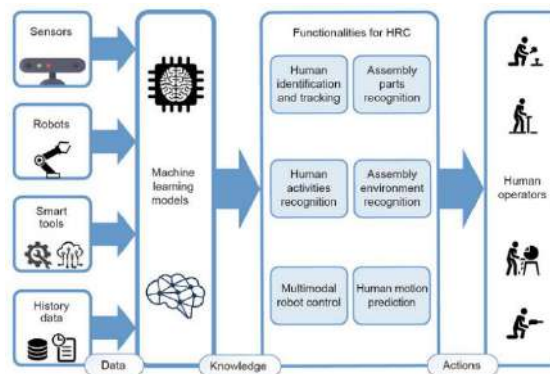 Sensors
Robots
Smart
tools
History
data
Machine
learning
models
Functionalities for HRC
Human
identification
and tracking
Assembly
parts
recognition
Human
activities
recognition
Assembly
environment
recognition
Multimodal
robot control
Human motion
prediction
Human
operators
Data
Knowledge
Actions